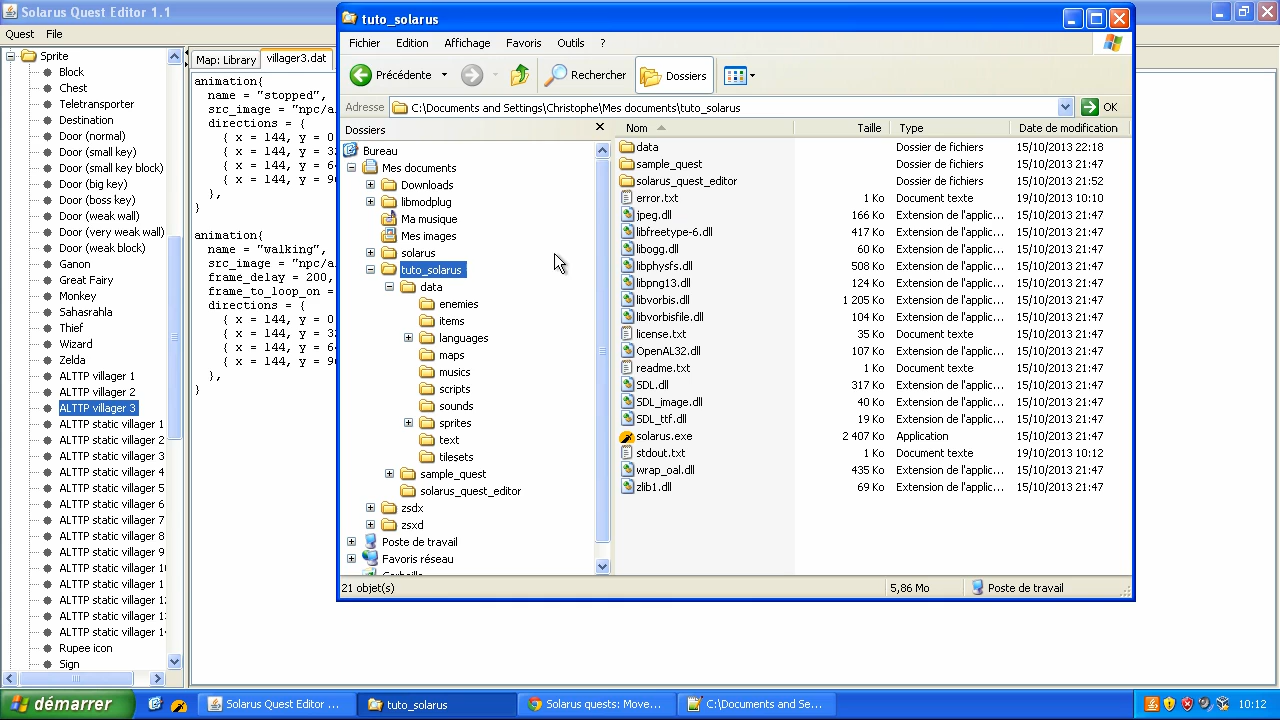 Solarus Quest Editor 1.1
Quest File
Sprite
Block
Chest
Teletransporter
Destination
Door (normal)
Door (small key)
Door (small key block)
Door (big key)
Door (boss key)
Door (weak wall)
Door (very weak wall)
Door (weak block)
Ganon
Great Fairy
Monkey
Sahasrahla
Thief
Wizard
Zelda
ALTTP villager 1
ALTTP villager 2
ALTTP villager 3
ALTTP static villager 1
ALTTP static villager 2
ALTTP static villager 3
ALTTP static villager 4
ALTTP static villager 5
ALTTP static villager 6
ALTTP static villager 7
ALTTP static villager 8
ALTTP static villager 9
ALTTP static villager 1
ALTTP static villager 1
ALTTP static villager 1
ALTTP static villager 1
ALTTP static villager 1
Rupee icon
Sign
Map: Library villager3.dat
animation{
name = "stopped",
src_image = "npc/a
directions = {
{ x = 144, y = 0
{ x = 144, y = 3
{ x = 144, y = 6
{ x = 144, y = 9
},
}
animation{
name = "walking",
src_image = "npc/a
frame_delay = 200,
frame_to_loop_on =
directions = {
{ x = 144, y = 0
{ x = 144, y = 3
{ x = 144, y = 6
{ x = 144, y = 9
},
}
tuto_solarus
Fichier Edition Affichage Favoris Outils ?
Précédente Rechercher Dossiers
Adresse C:\Documents and Settings\Christophe\Mes documents\tuto_solarus OK
Dossiers
Bureau
Mes documents
Downloads
libmodplug
Ma musique
Mes images
solarus
tuto_solarus
data
enemies
items
languages
maps
musics
scripts
sounds
sprites
text
tilesets
sample_quest
solarus_quest_editor
zsdx
zsxd
Poste de travail
Favoris réseau
Nom Taille Type Date de modification
data Dossier de fichiers 15/10/2013 22:18
sample_quest Dossier de fichiers 15/10/2013 21:47
solarus_quest_editor Dossier de fichiers 15/10/2013 21:52
error.txt 1 Ko Document texte 19/10/2013 10:10
jpeg.dll 166 Ko Extension de l'applic... 15/10/2013 21:47
libfreetype-6.dll 417 Ko Extension de l'applic... 15/10/2013 21:47
libogg.dll 60 Ko Extension de l'applic... 15/10/2013 21:47
libphysfs.dll 508 Ko Extension de l'applic... 15/10/2013 21:47
libpng13.dll 124 Ko Extension de l'applic... 15/10/2013 21:47
libvorbis.dll 1 205 Ko Extension de l'applic... 15/10/2013 21:47
libvorbisfile.dll 104 Ko Extension de l'applic... 15/10/2013 21:47
license.txt 35 Ko Document texte 15/10/2013 21:47
OpenAL32.dll 107 Ko Extension de l'applic... 15/10/2013 21:47
readme.txt 1 Ko Document texte 15/10/2013 21:47
SDL.dll 317 Ko Extension de l'applic... 15/10/2013 21:47
SDL_image.dll 40 Ko Extension de l'applic... 15/10/2013 21:47
SDL_ttf.dll 19 Ko Extension de l'applic... 15/10/2013 21:47
solarus.exe 2 407 Ko Application 15/10/2013 21:47
stdout.txt 1 Ko Document texte 19/10/2013 10:12
wrap_oal.dll 435 Ko Extension de l'applic... 15/10/2013 21:47
zlib1.dll 69 Ko Extension de l'applic... 15/10/2013 21:47
21 objet(s) 5,86 Mo Poste de travail
démarrer Solarus Quest Editor ... tuto_solarus Solarus quests: Move... C:\Documents and Se... 10:12